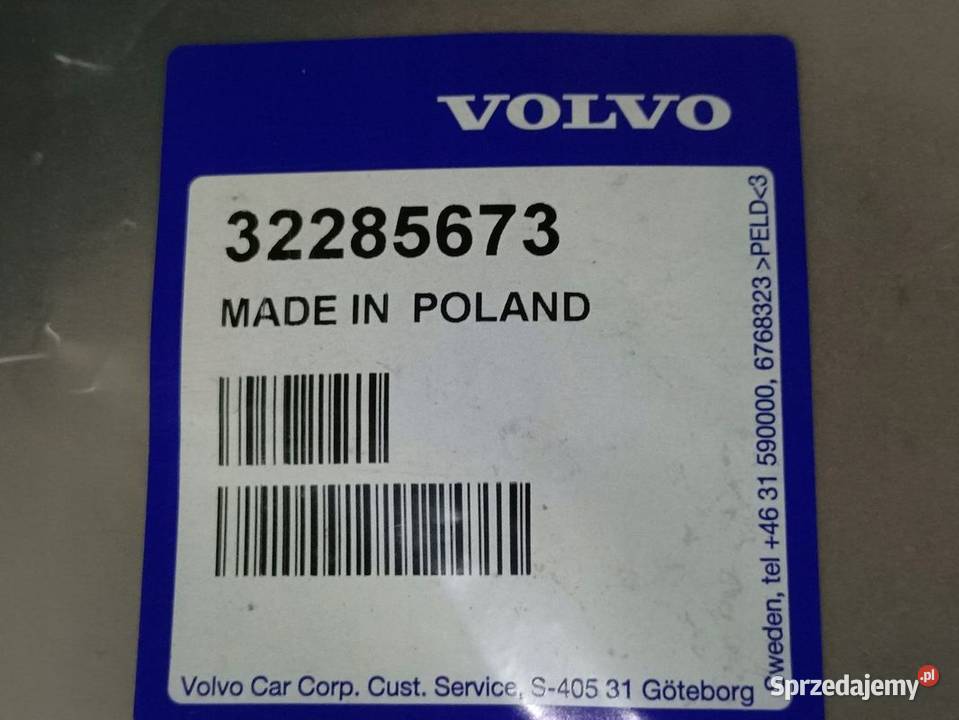 VOLVO
32285673
MADE IN POLAND
Volvo Car Corp. Cust. Service, S-405 31 Göteborg
Sweden, tel +46 31 590000, 6768323 >PELD<3
Sprzedajemy.pl